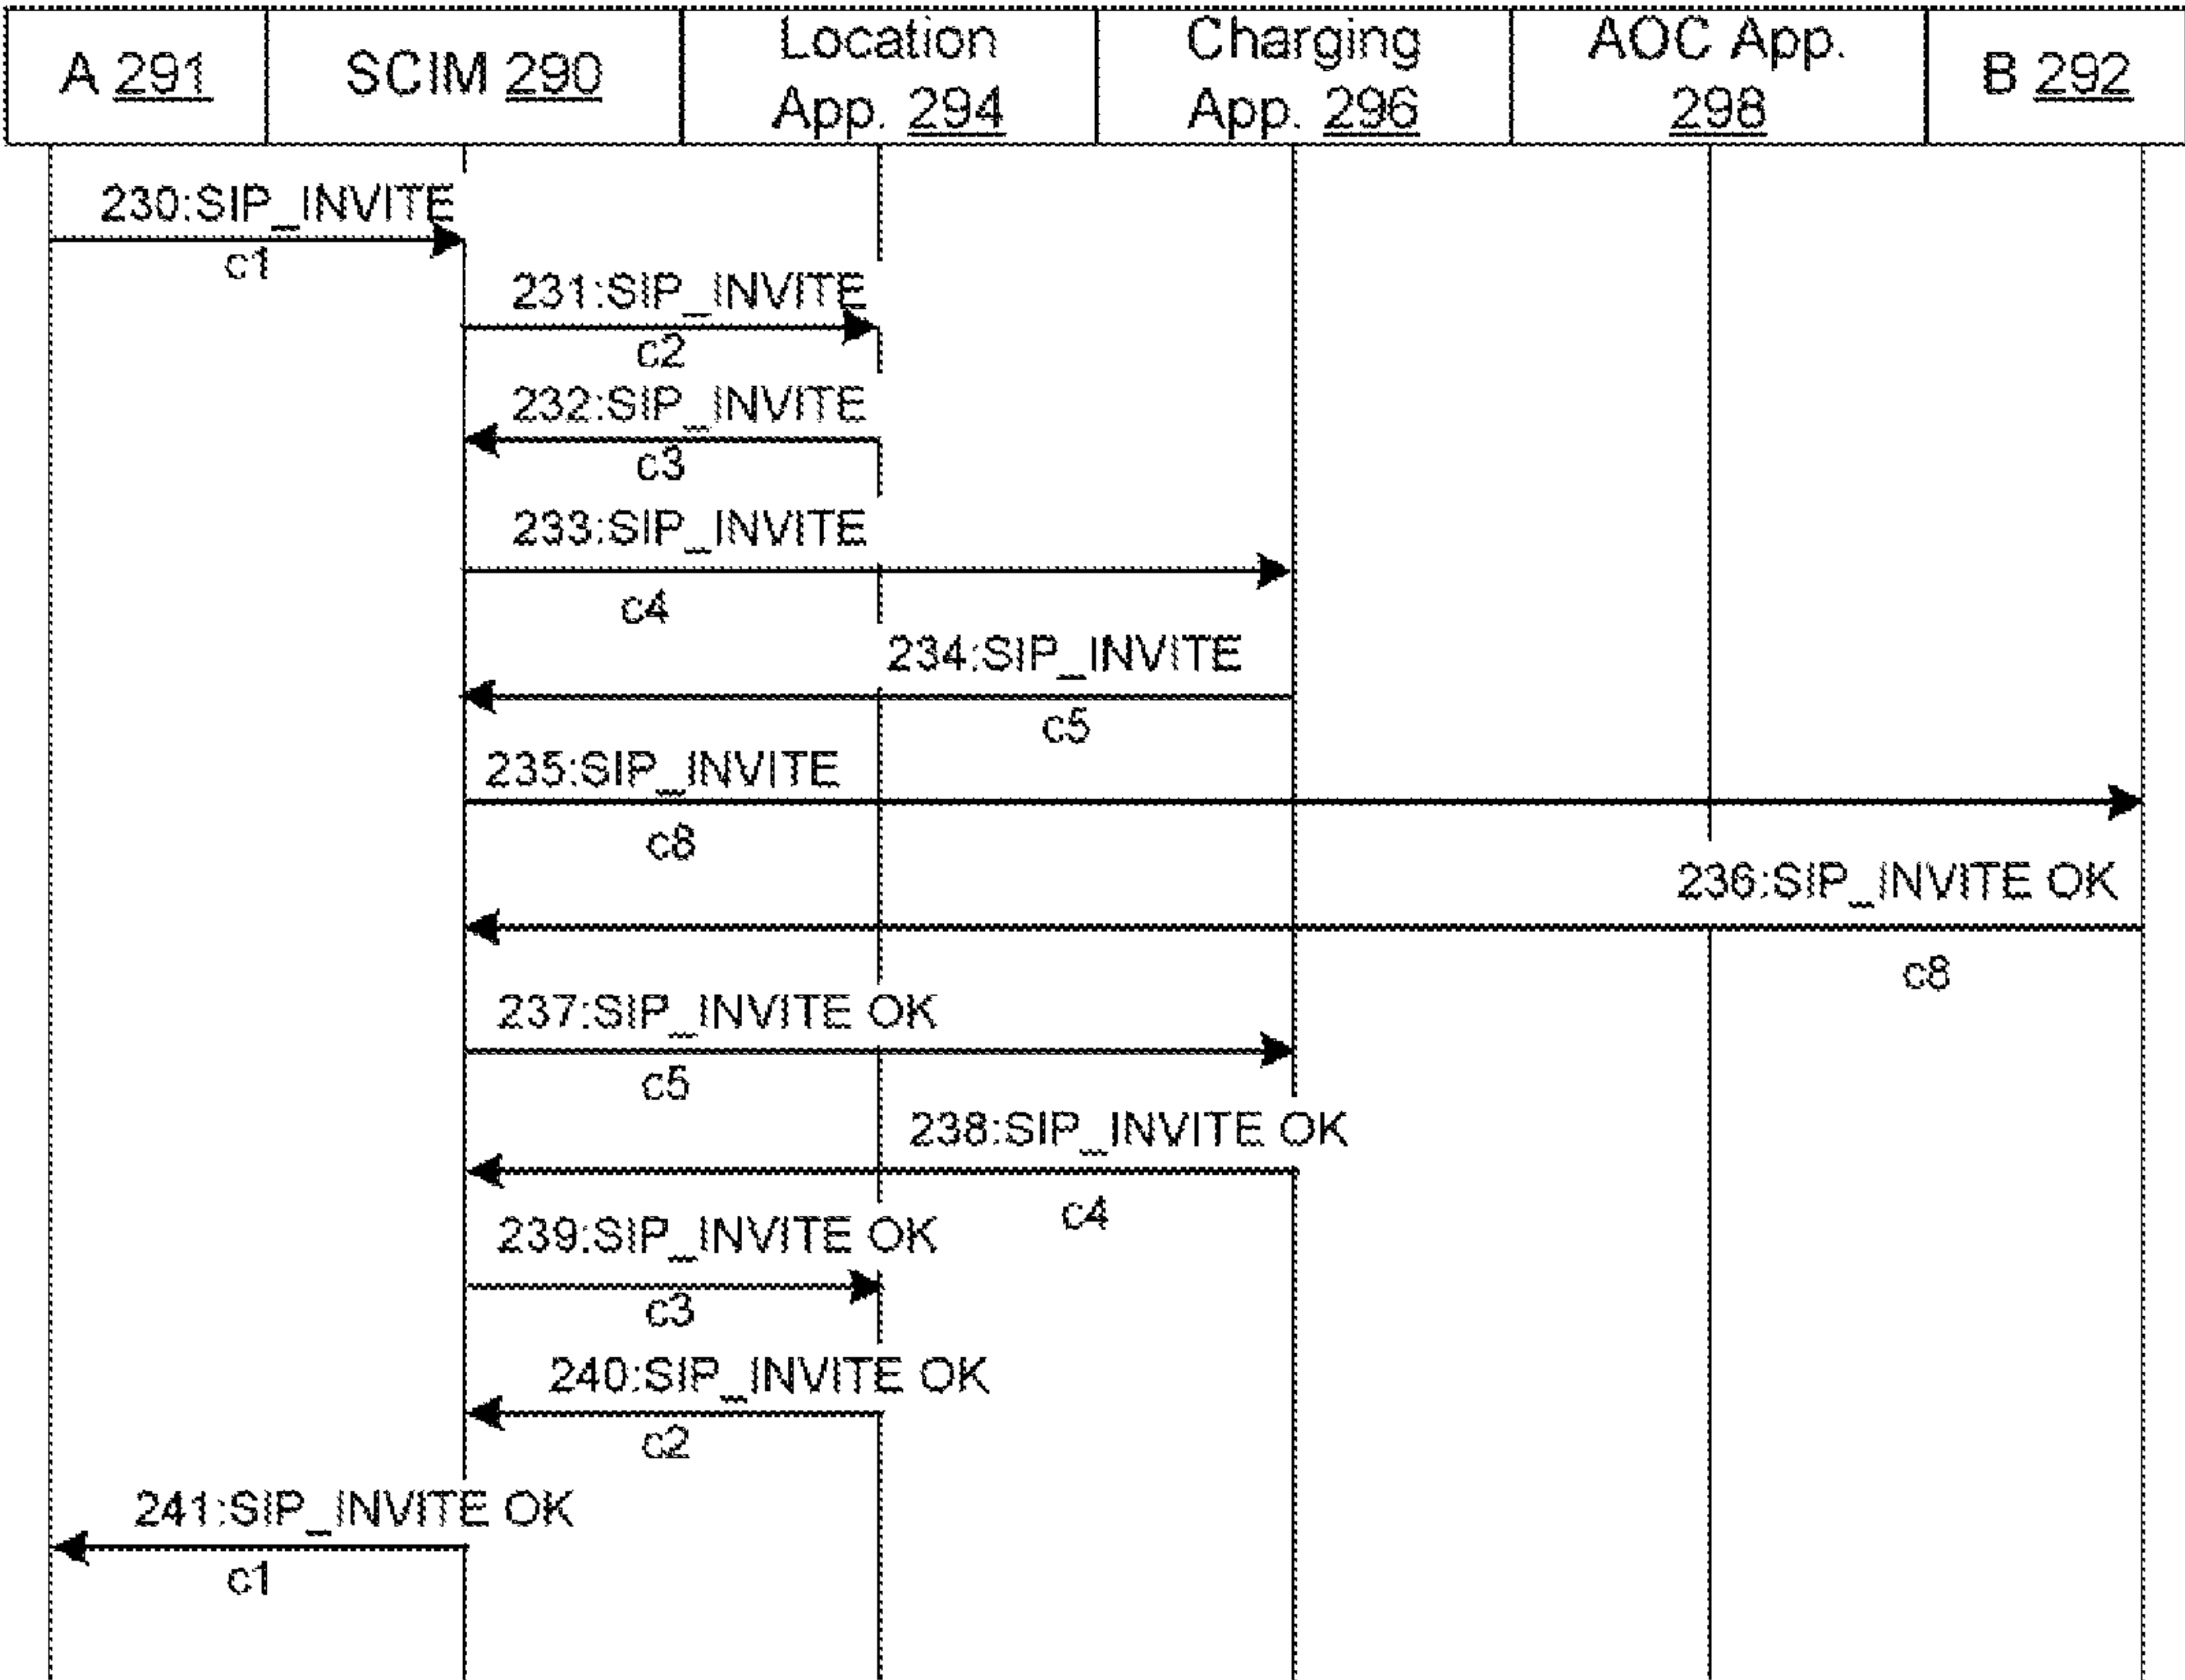 A 291
SCIM 290
Location
App. 294
Charging
App. 296
AOC App.
298
B 292
230:SIP_INVITE
c1
231:SIP_INVITE
c2
232:SIP_INVITE
c3
233:SIP_INVITE
c4
234:SIP_INVITE
c5
235:SIP_INVITE
c8
236:SIP_INVITE OK
c8
237:SIP_INVITE OK
c5
238:SIP_INVITE OK
c4
239:SIP_INVITE OK
c3
240:SIP_INVITE OK
c2
241:SIP_INVITE OK
c1